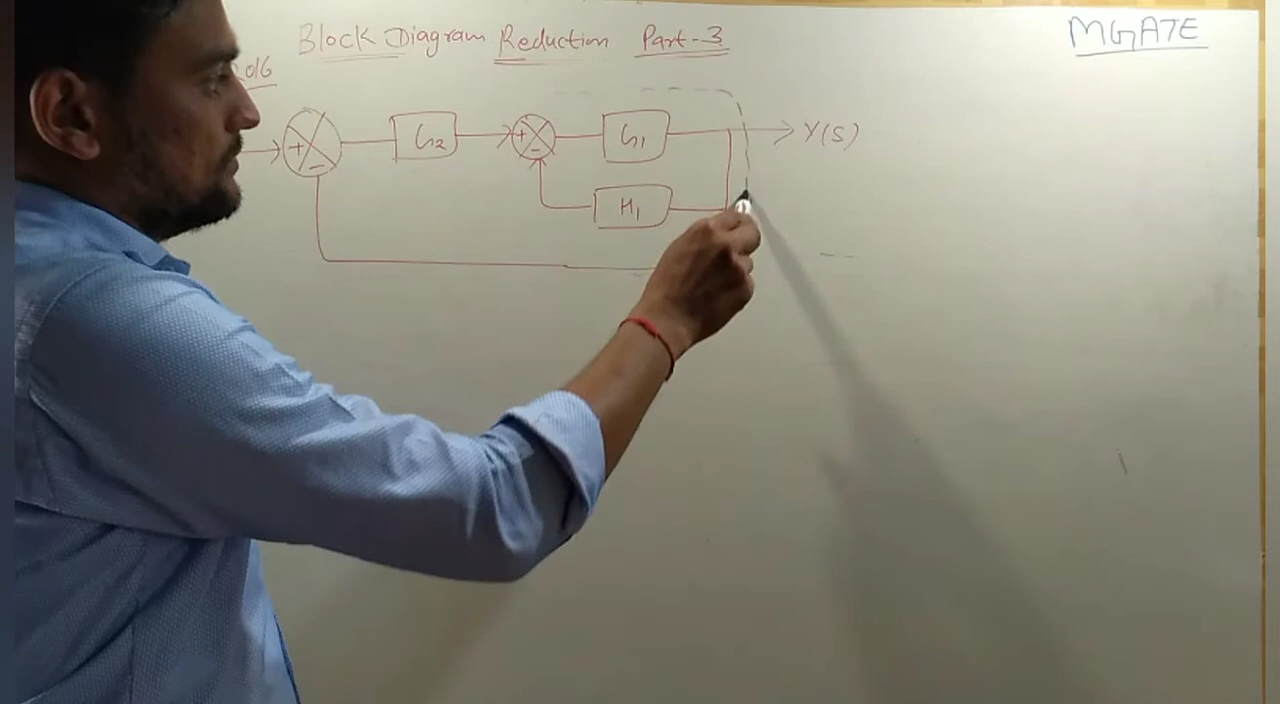 Block Diagram Reduction Part-3
MGATE
+
-
G2
+
-
G1
Y(S)
H1